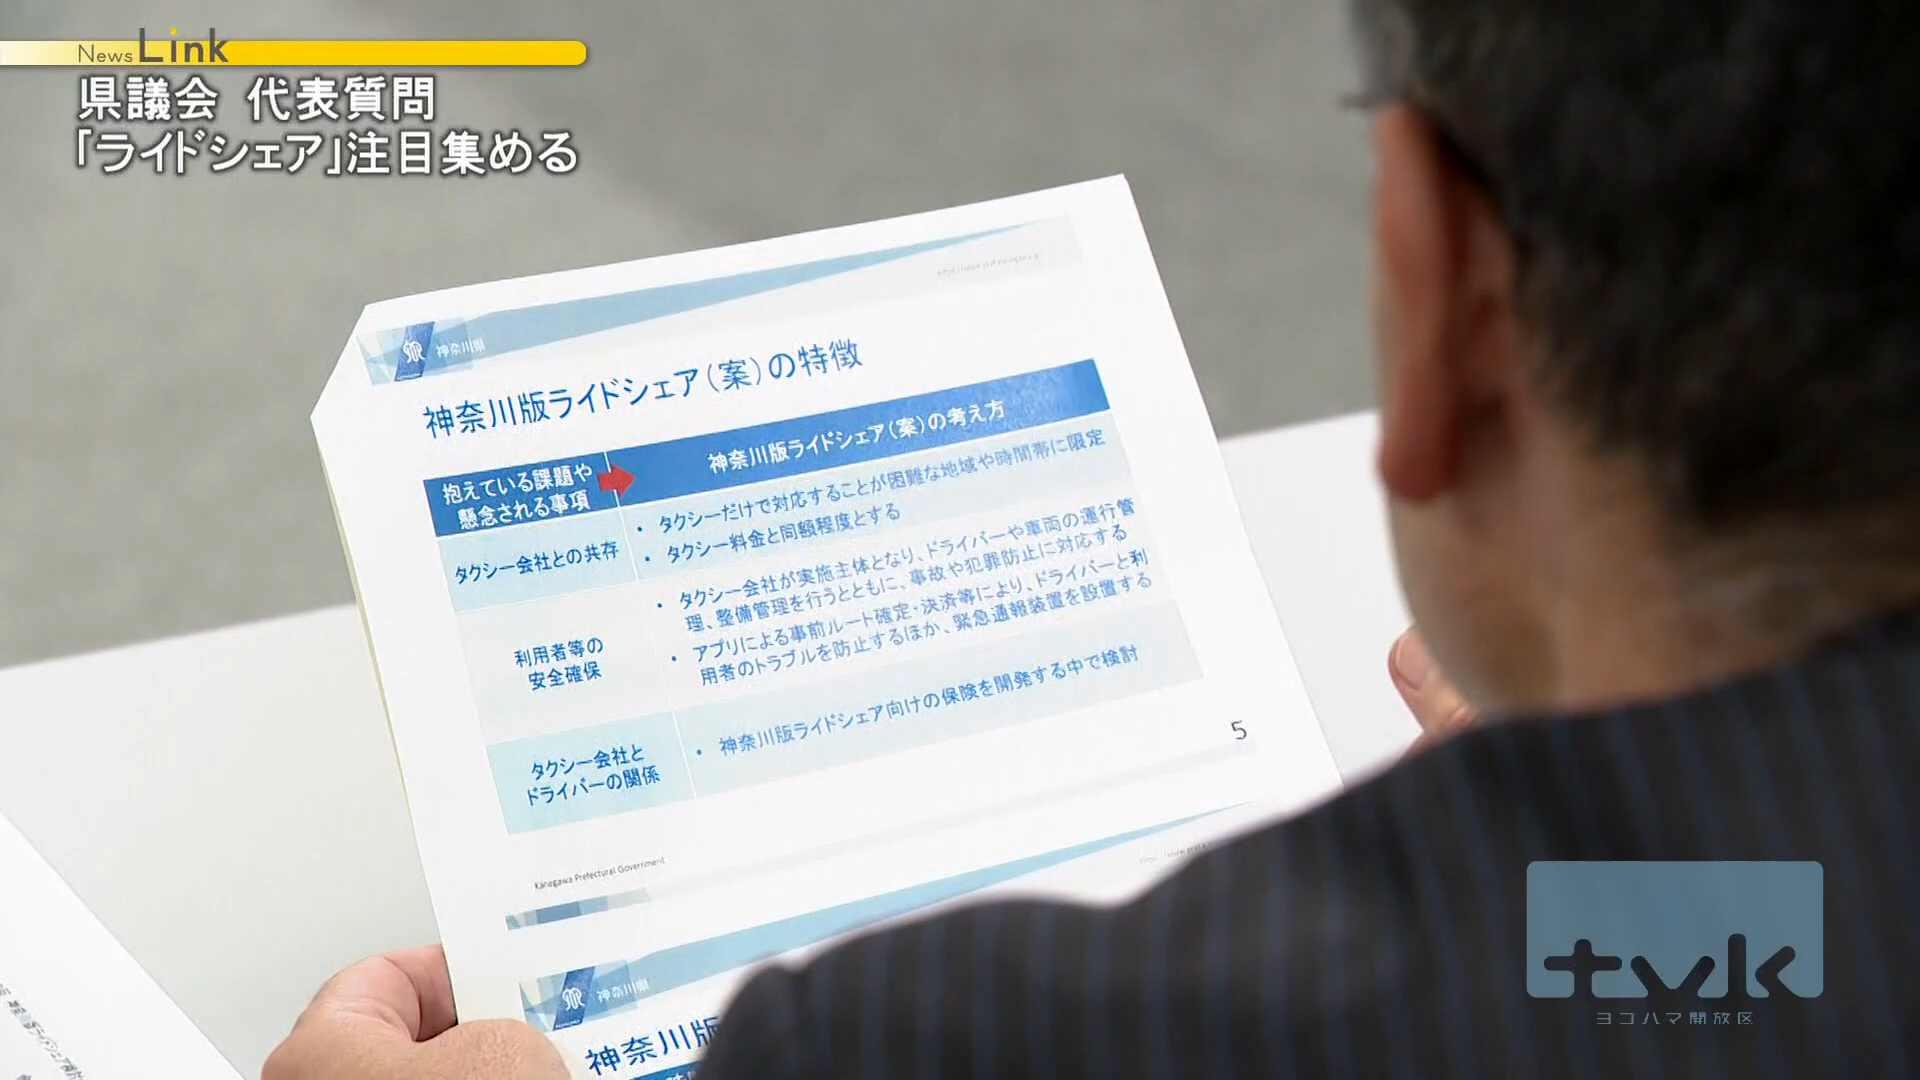 News Link
県議会 代表質問
「ライドシェア」注目集める
神奈川県
神奈川版ライドシェア(案)の特徴
抱えている課題や
懸念される事項
神奈川版ライドシェア(案)の考え方
タクシー会社との共存
• タクシーだけで対応することが困難な地域や時間帯に限定
• タクシー料金と同額程度とする
利用者等の
安全確保
• タクシー会社が実施主体となり、ドライバーや車両の運行管
理、整備管理を行うとともに、事故や犯罪防止に対応する
• アプリによる事前ルート確定・決済等により、ドライバーと利
用者のトラブルを防止するほか、緊急通報装置を設置する
タクシー会社と
ドライバーの関係
• 神奈川版ライドシェア向けの保険を開発する中で検討
5
Kanagawa Prefectural Government
神奈川県
神奈川版
tvk
ヨコハマ開放区